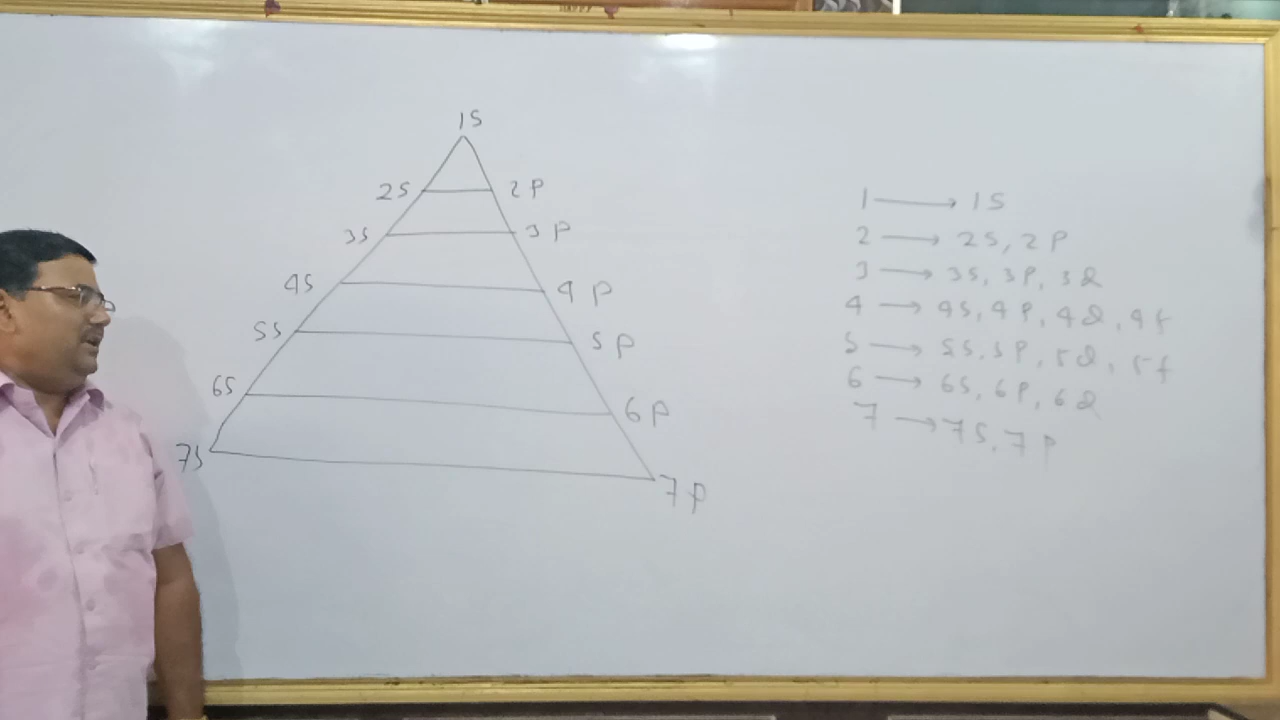 1S
2S 2P
3S 3P
4S 4P
5S 5P
6S 6P
7S 7P
1 → 1S
2 → 2S, 2P
3 → 3S, 3P, 3d
4 → 4S, 4P, 4d, 4f
5 → 5S, 5P, 5d, 5f
6 → 6S, 6P, 6d
7 → 7S, 7P